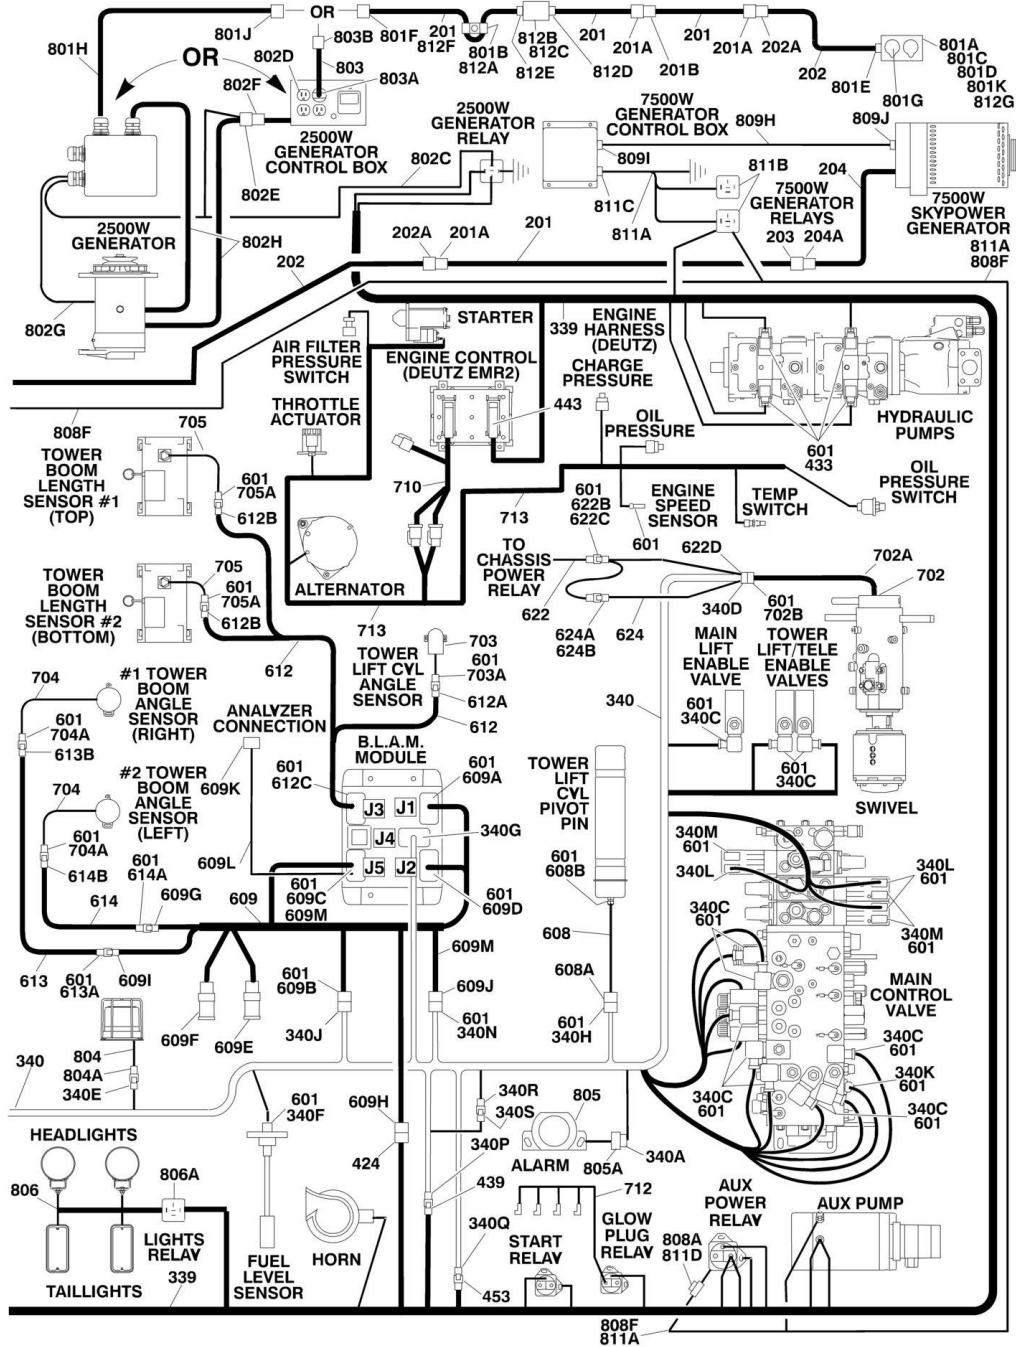 801H
801J
OR
801F
803B
201
812F
801B
812A
812B
812C
812E
812D
201
201A
201B
201
201A
202A
202
801E
801G
801A
801C
801D
801K
812G
OR
802D
802F
803
803A
2500W
GENERATOR
CONTROL BOX
802E
2500W
GENERATOR
RELAY
802C
7500W
GENERATOR
CONTROL BOX
809H
809J
809I
811C
811A
811B
204
7500W
GENERATOR
RELAYS
203
204A
7500W
SKYPOWER
GENERATOR
811A
808F
2500W
GENERATOR
802H
802G
202
202A
201A
201
339
STARTER
AIR FILTER
PRESSURE
SWITCH
ENGINE CONTROL
(DEUTZ EMR2)
443
ENGINE
HARNESS
(DEUTZ)
CHARGE
PRESSURE
HYDRAULIC
PUMPS
601
433
808F
THROTTLE
ACTUATOR
OIL
PRESSURE
OIL
PRESSURE
SWITCH
705
TOWER
BOOM
LENGTH
SENSOR #1
(TOP)
601
705A
612B
710
713
601
622B
622C
ENGINE
SPEED
SENSOR
601
TEMP
SWITCH
ALTERNATOR
713
TO
CHASSIS
POWER
RELAY
622
622D
702A
702
340D
601
702B
624A
624B
624
TOWER
BOOM
LENGTH
SENSOR #2
(BOTTOM)
705
601
705A
612B
612
TOWER
LIFT CYL
ANGLE
SENSOR
703
601
703A
612A
612
MAIN
LIFT
ENABLE
VALVE
TOWER
LIFT/TELE
ENABLE
VALVES
340
601
340C
601
340C
SWIVEL
704
#1 TOWER
BOOM
ANGLE
SENSOR
(RIGHT)
601
704A
613B
ANALYZER
CONNECTION
609K
B.L.A.M.
MODULE
601
612C
601
609A
J3
J1
J4
J5
J2
340G
609L
601
609C
609M
601
609D
704
#2 TOWER
BOOM
ANGLE
SENSOR
(LEFT)
601
704A
614B
601
614A
609G
614
609
613
601
613A
609I
TOWER
LIFT
CYL
PIVOT
PIN
601
608B
608
608A
601
340H
340M
601
340L
340L
601
340C
601
340M
601
MAIN
CONTROL
VALVE
340C
601
340K
601
340C
601
340C
601
609M
601
609B
340J
609J
601
340N
609F
609E
340
804
804A
340E
601
340F
609H
424
340R
340S
340P
439
805
ALARM
805A
340A
HEADLIGHTS
806
806A
LIGHTS
RELAY
TAILLIGHTS
339
FUEL
LEVEL
SENSOR
HORN
340Q
453
START
RELAY
712
GLOW
PLUG
RELAY
AUX
POWER
RELAY
808A
811D
AUX PUMP
808F
811A